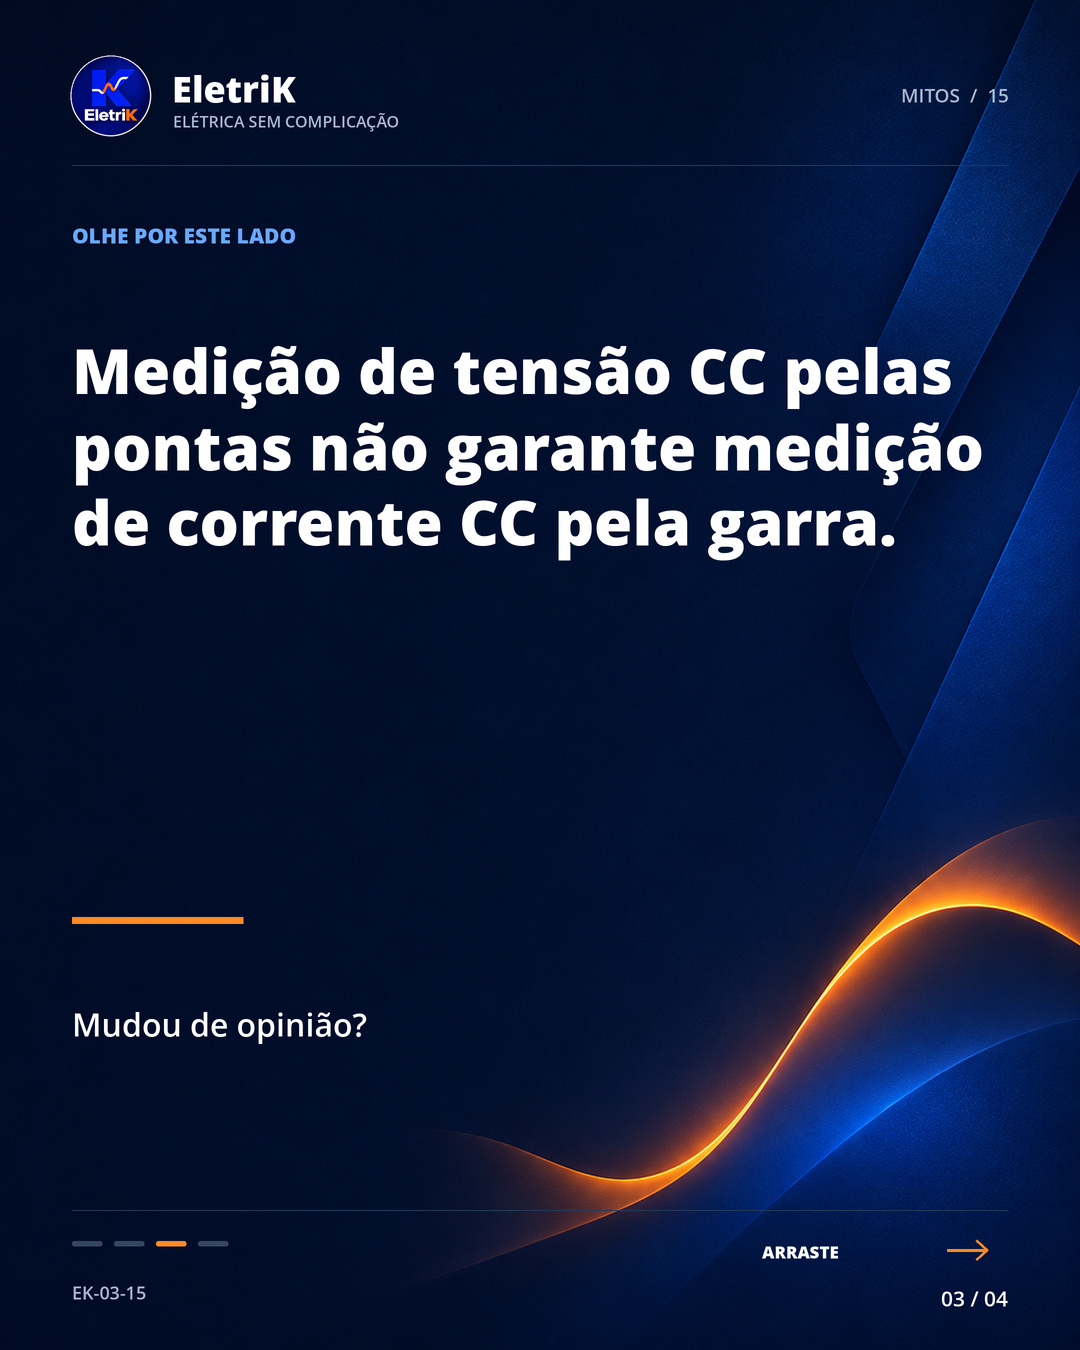 EletriK
EletriK
ELÉTRICA SEM COMPLICAÇÃO
MITOS / 15
OLHE POR ESTE LADO
Medição de tensão CC pelas
pontas não garante medição
de corrente CC pela garra.
Mudou de opinião?
ARRASTE
EK-03-15
03 / 04